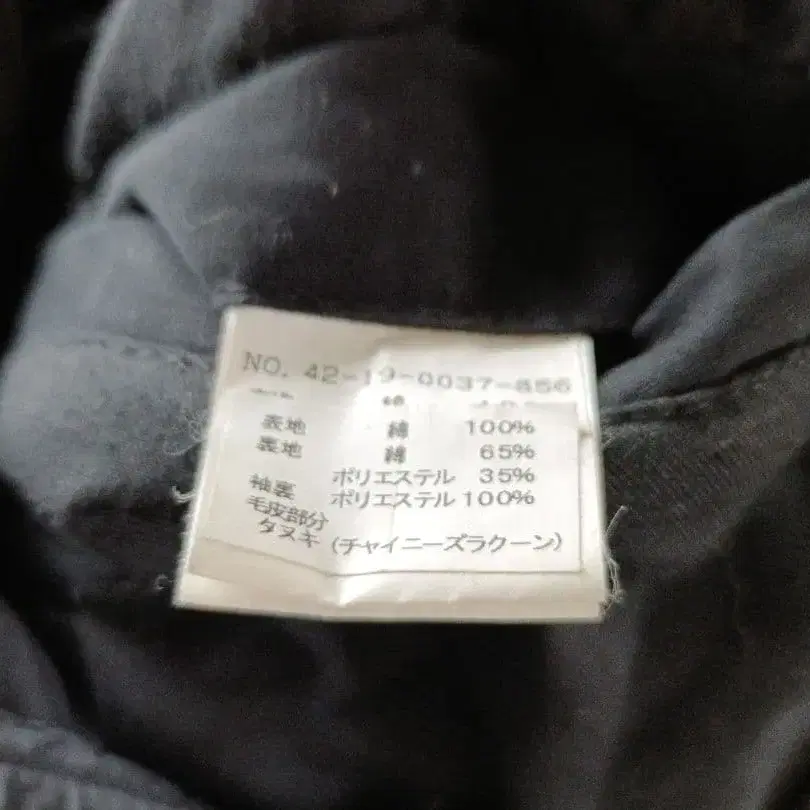 NO. 42-19-0037-856
表地 綿 100%
表地 綿 65%
ポリエステル 35%
袖裏 ポリエステル 100%
毛皮部分
タヌキ (チャイニーズラクーン)